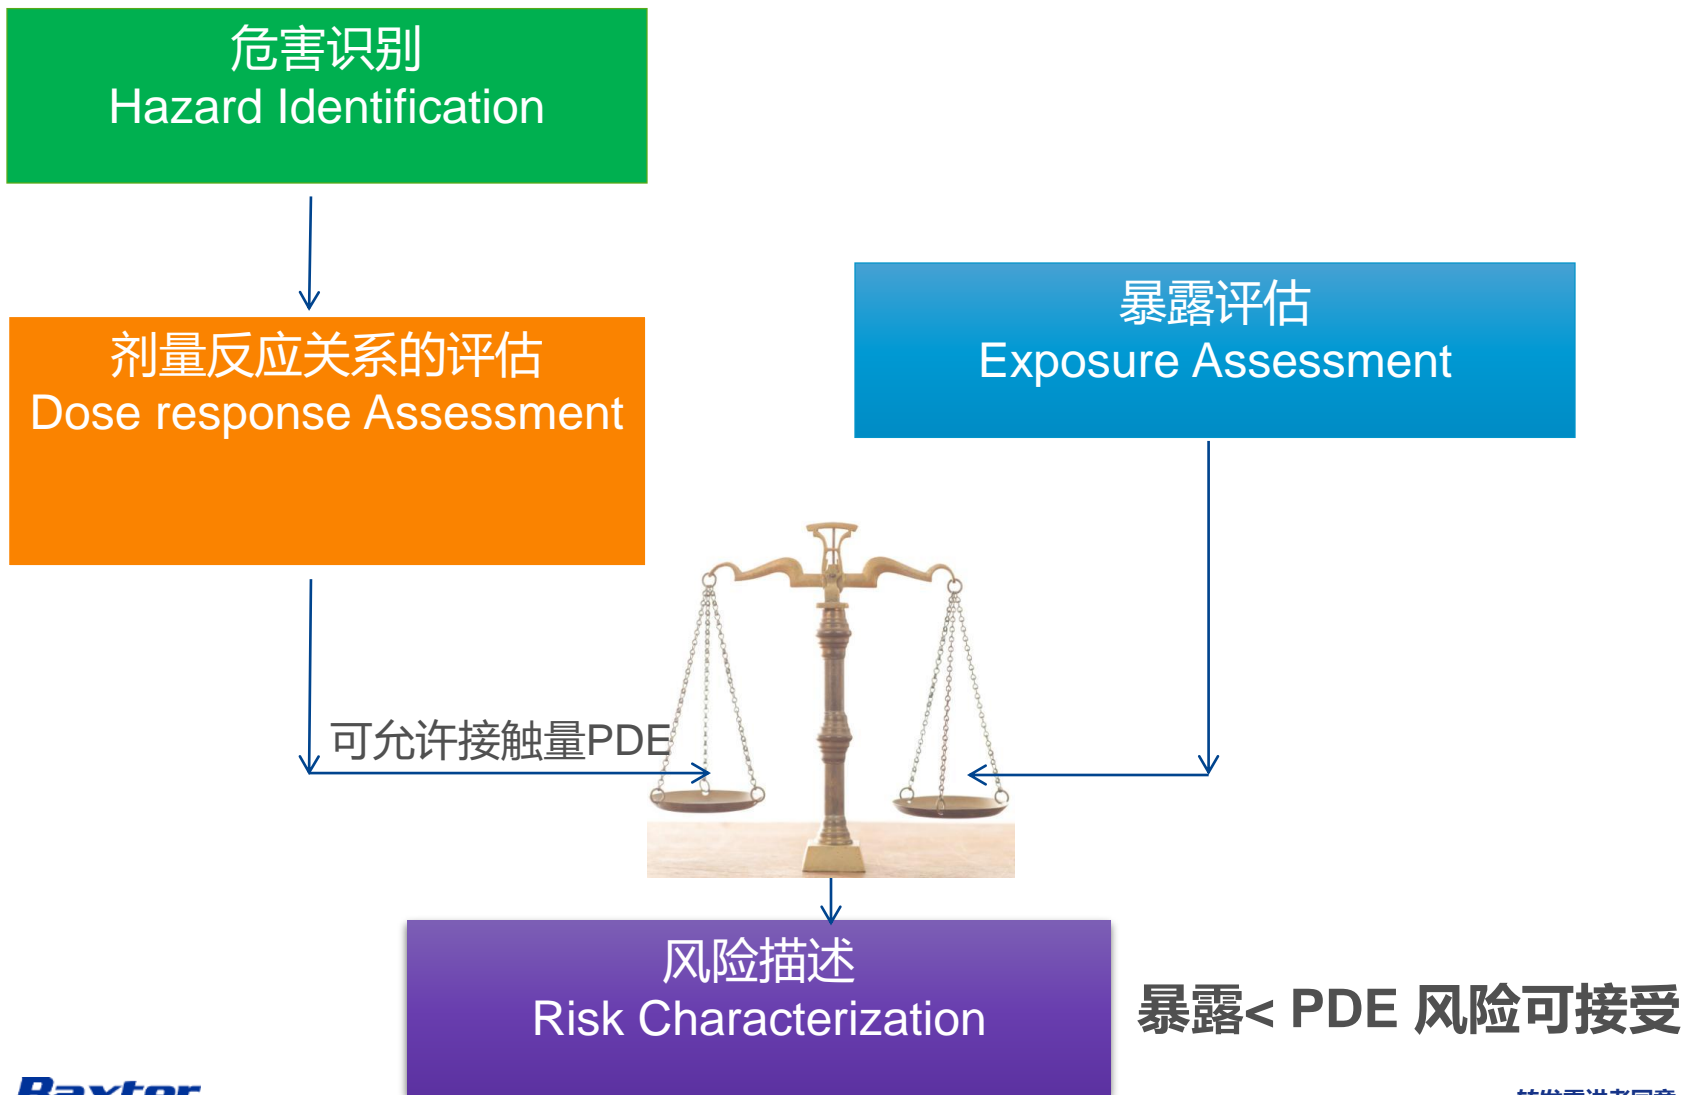 危害识别
Hazard Identification
剂量反应关系的评估
Dose response Assessment
暴露评估
Exposure Assessment
可允许接触量PDE
风险描述
Risk Characterization
暴露< PDE 风险可接受
Baxter